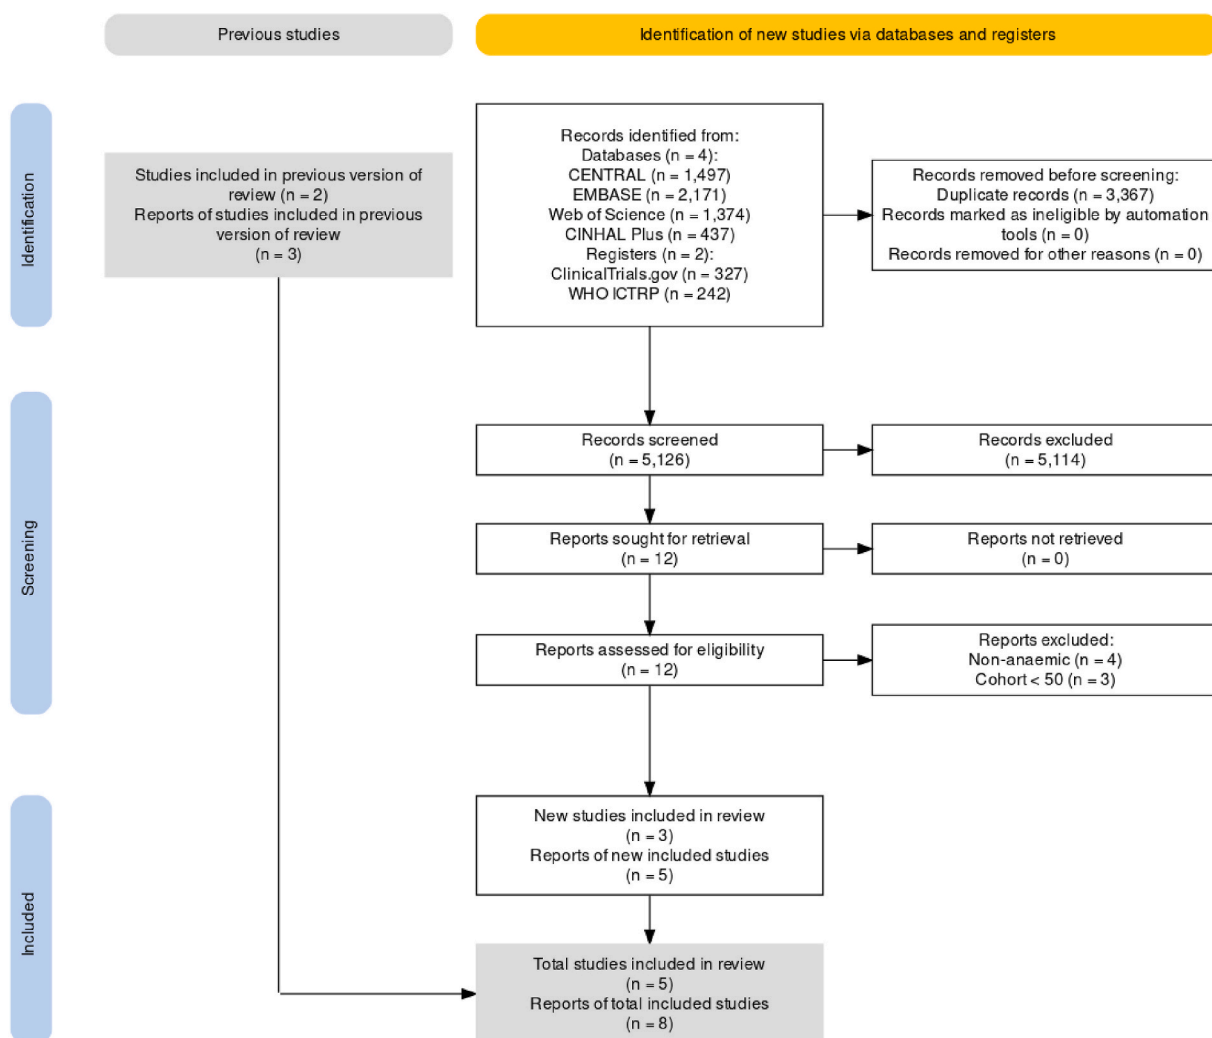 Previous studies
Identification of new studies via databases and registers
Identification
Studies included in previous version of
review (n = 2)
Reports of studies included in previous
version of review
(n = 3)
Records identified from:
Databases (n = 4):
CENTRAL (n = 1,497)
EMBASE (n = 2,171)
Web of Science (n = 1,374)
CINHAL Plus (n = 437)
Registers (n = 2):
ClinicalTrials.gov (n = 327)
WHO ICTRP (n = 242)
Records removed before screening:
Duplicate records (n = 3,367)
Records marked as ineligible by automation
tools (n = 0)
Records removed for other reasons (n = 0)
Screening
Records screened
(n = 5,126)
Records excluded
(n = 5,114)
Reports sought for retrieval
(n = 12)
Reports not retrieved
(n = 0)
Reports assessed for eligibility
(n = 12)
Reports excluded:
Non-anaemic (n = 4)
Cohort < 50 (n = 3)
Included
New studies included in review
(n = 3)
Reports of new included studies
(n = 5)
Total studies included in review
(n = 5)
Reports of total included studies
(n = 8)